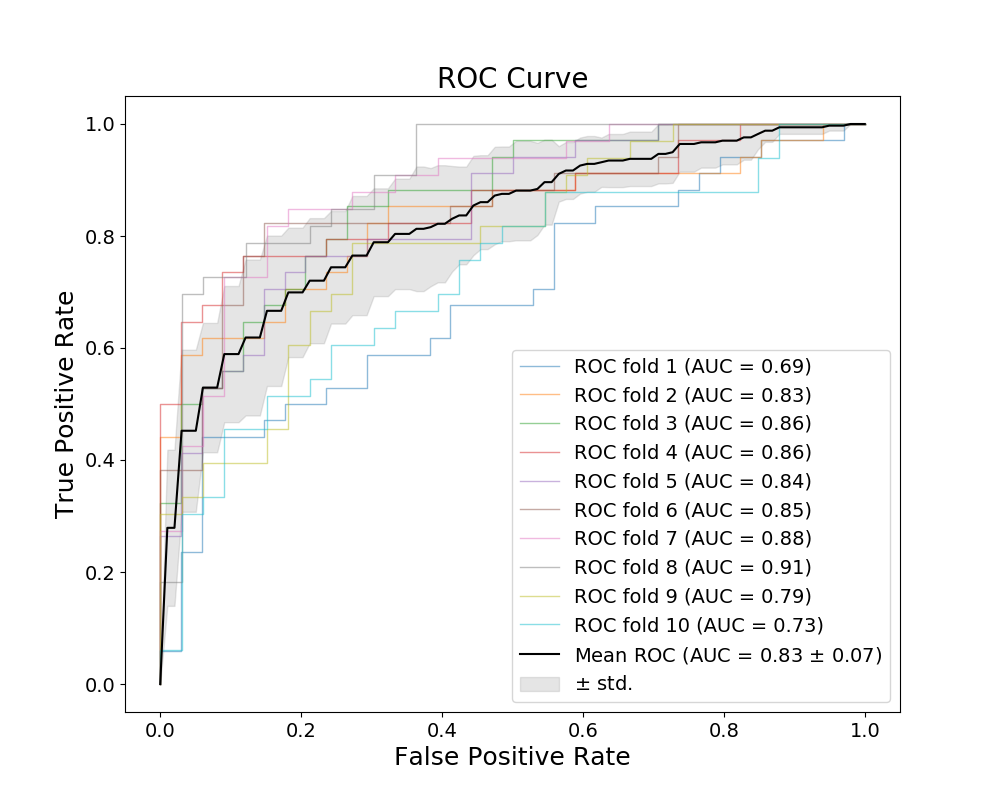 ROC Curve
1.0
0.8
0.6
0.4
0.2
0.0
True Positive Rate
ROC fold 1 (AUC = 0.69)
ROC fold 2 (AUC = 0.83)
ROC fold 3 (AUC = 0.86)
ROC fold 4 (AUC = 0.86)
ROC fold 5 (AUC = 0.84)
ROC fold 6 (AUC = 0.85)
ROC fold 7 (AUC = 0.88)
ROC fold 8 (AUC = 0.91)
ROC fold 9 (AUC = 0.79)
ROC fold 10 (AUC = 0.73)
Mean ROC (AUC = 0.83 ± 0.07)
± std.
0.0 0.2 0.4 0.6 0.8 1.0
False Positive Rate